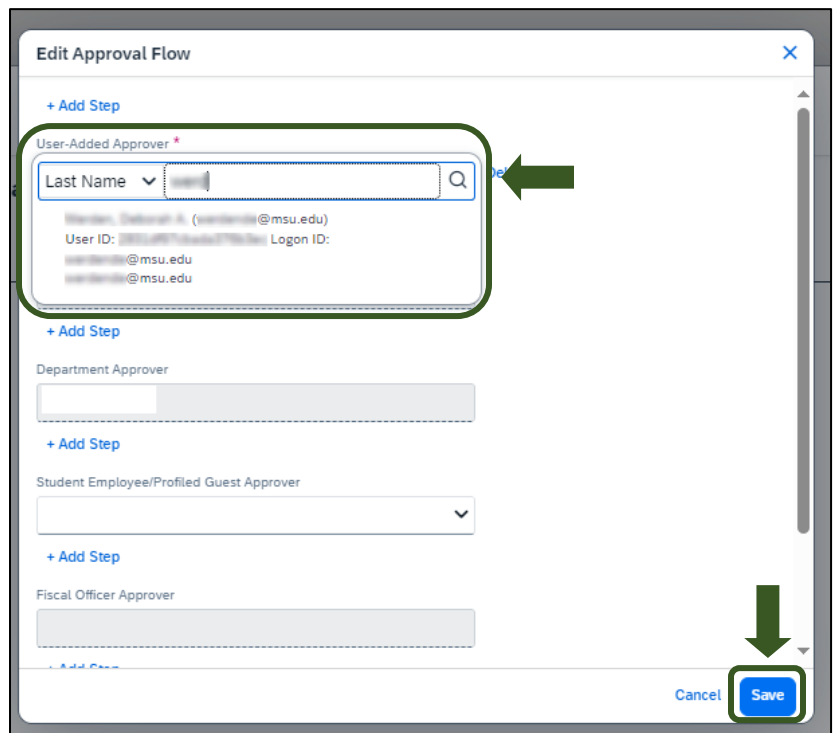 Edit Approval Flow
+ Add Step
User-Added Approver *
Last Name
@msu.edu)
User ID: Logon ID:
@msu.edu
@msu.edu
+ Add Step
Department Approver
+ Add Step
Student Employee/Profiled Guest Approver
+ Add Step
Fiscal Officer Approver
+ Add Step
Cancel Save